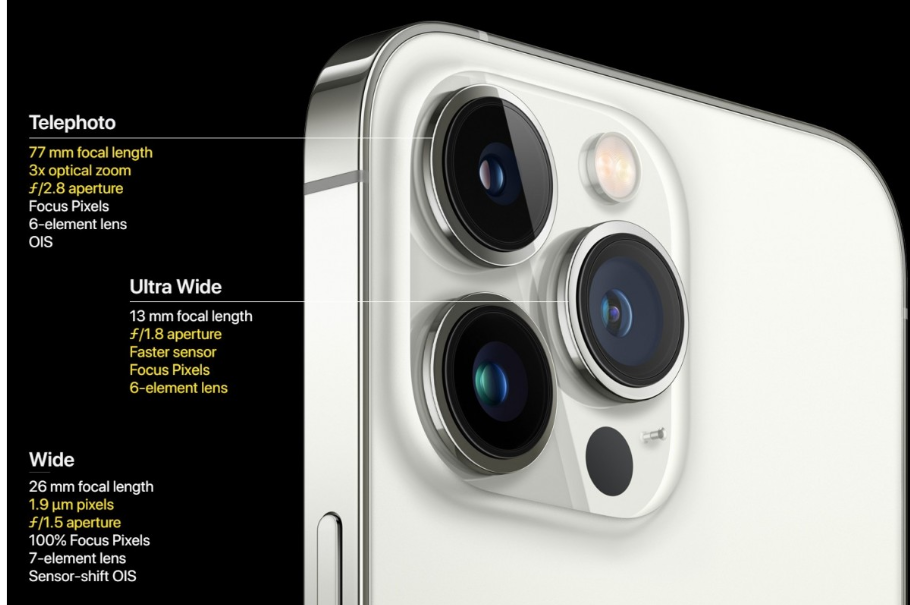 Telephoto
77 mm focal length
3x optical zoom
ƒ/2.8 aperture
Focus Pixels
6-element lens
OIS
Ultra Wide
13 mm focal length
ƒ/1.8 aperture
Faster sensor
Focus Pixels
6-element lens
Wide
26 mm focal length
1.9 µm pixels
ƒ/1.5 aperture
100% Focus Pixels
7-element lens
Sensor-shift OIS